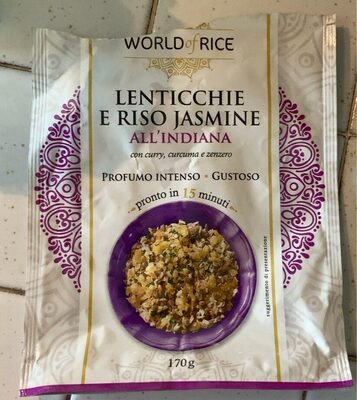 WORLD of RICE
LENTICCHIE
E RISO JASMINE
ALL'INDIANA
con curry, curcuma e zenzero
PROFUMO INTENSO • GUSTOSO
pronto in 15 minuti
suggerimento di presentazione
170 g